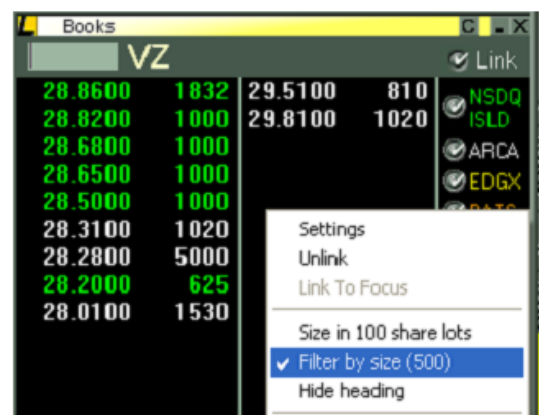 L Books C - X
VZ Link
28.8600 1832 29.5100 810 NSDQ
28.8200 1000 29.8100 1020 ISLD
28.6800 1000 ARCA
28.6500 1000 EDGX
28.5000 1000
28.3100 1020 Settings
28.2800 5000 Unlink
28.2000 625 Link To Focus
28.0100 1530
Size in 100 share lots
Filter by size (500)
Hide heading